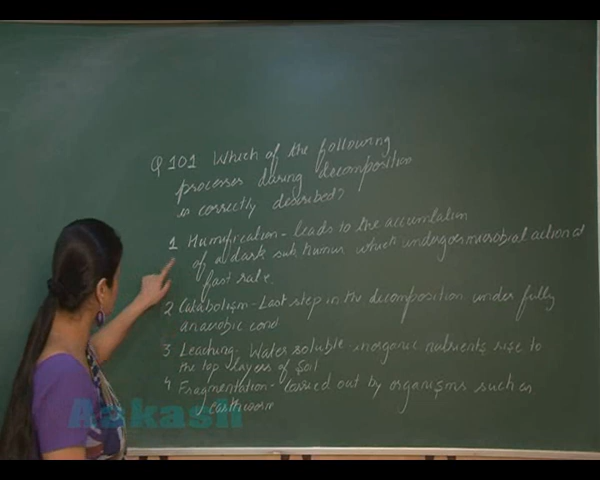 Q 101 Which of the following
processes during decomposition
is correctly described?
1 Humification - leads to the accumlation
of a dark sub humus which undergoes microbial action at
fast rate.
2 Catabolism - Last step in the decomposition under fully
anaerobic cond
3 Leaching - Water soluble inorganic nutrients rise to
the top layers of soil
4 Fragmentation - Carried out by organisms such as
earthworm
Aakash